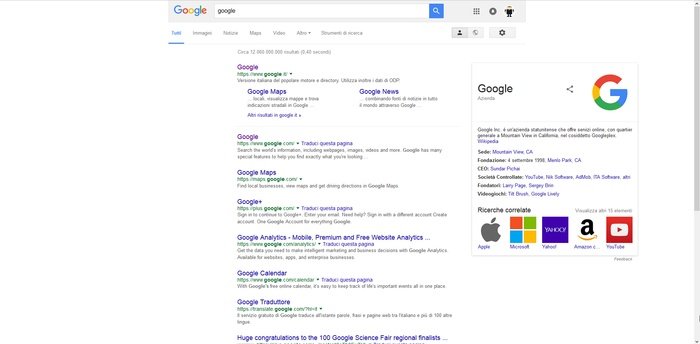 Google
google
Tutti Immagini Notizie Maps Video Altro Strumenti di ricerca
Circa 12 060 000 000 risultati (0,40 secondi)
Google
https://www.google.it/
Versione italiana del popolare motore e directory. Utilizza inoltre i dati di ODP.
Google Maps
... locali, visualizza mappe e trova
indicazioni stradali in Google ...
Google News
... combinando fonti di notizie in tutto
il mondo attraverso Google ...
Altri risultati in google.it »
Google
https://www.google.com/ Traduci questa pagina
Search the world's information, including webpages, images, videos and more. Google has many
special features to help you find exactly what you're looking ...
Google Maps
https://maps.google.com/
Find local businesses, view maps and get driving directions in Google Maps.
Google+
https://plus.google.com/ Traduci questa pagina
Sign in to continue to Google+. Enter your email. Need help? Sign in with a different account Create
account. One Google Account for everything Google.
Google Analytics - Mobile, Premium and Free Website Analytics ...
https://www.google.com/analytics/ Traduci questa pagina
Get the data you need to make intelligent marketing and business decisions with Google Analytics.
Available for websites, apps, and enterprise businesses.
Google Calendar
https://www.google.com/calendar Traduci questa pagina
With Google's free online calendar, it's easy to keep track of life's important events all in one place.
Google Traduttore
https://translate.google.com/?hl=it
Il servizio gratuito di Google traduce all'istante parole, frasi e pagine web tra l'italiano e più di 100 altre
lingue.
Huge congratulations to the 100 Google Science Fair regional finalists ...
Google
Azienda
Google Inc. è un'azienda statunitense che offre servizi online, con quartier
generale a Mountain View in California, nel cosiddetto Googleplex.
Wikipedia
Sede: Mountain View, CA
Fondazione: 4 settembre 1998, Menlo Park, CA
CEO: Sundar Pichai
Società Controllate: YouTube, Nik Software, AdMob, ITA Software, altri
Fondatori: Larry Page, Sergey Brin
Videogiochi: Tilt Brush, Google Lively
Ricerche correlate Visualizza altri 15 elementi
YAHOO!
YouTube
Apple Microsoft Yahoo! Amazon c... YouTube
Feedback